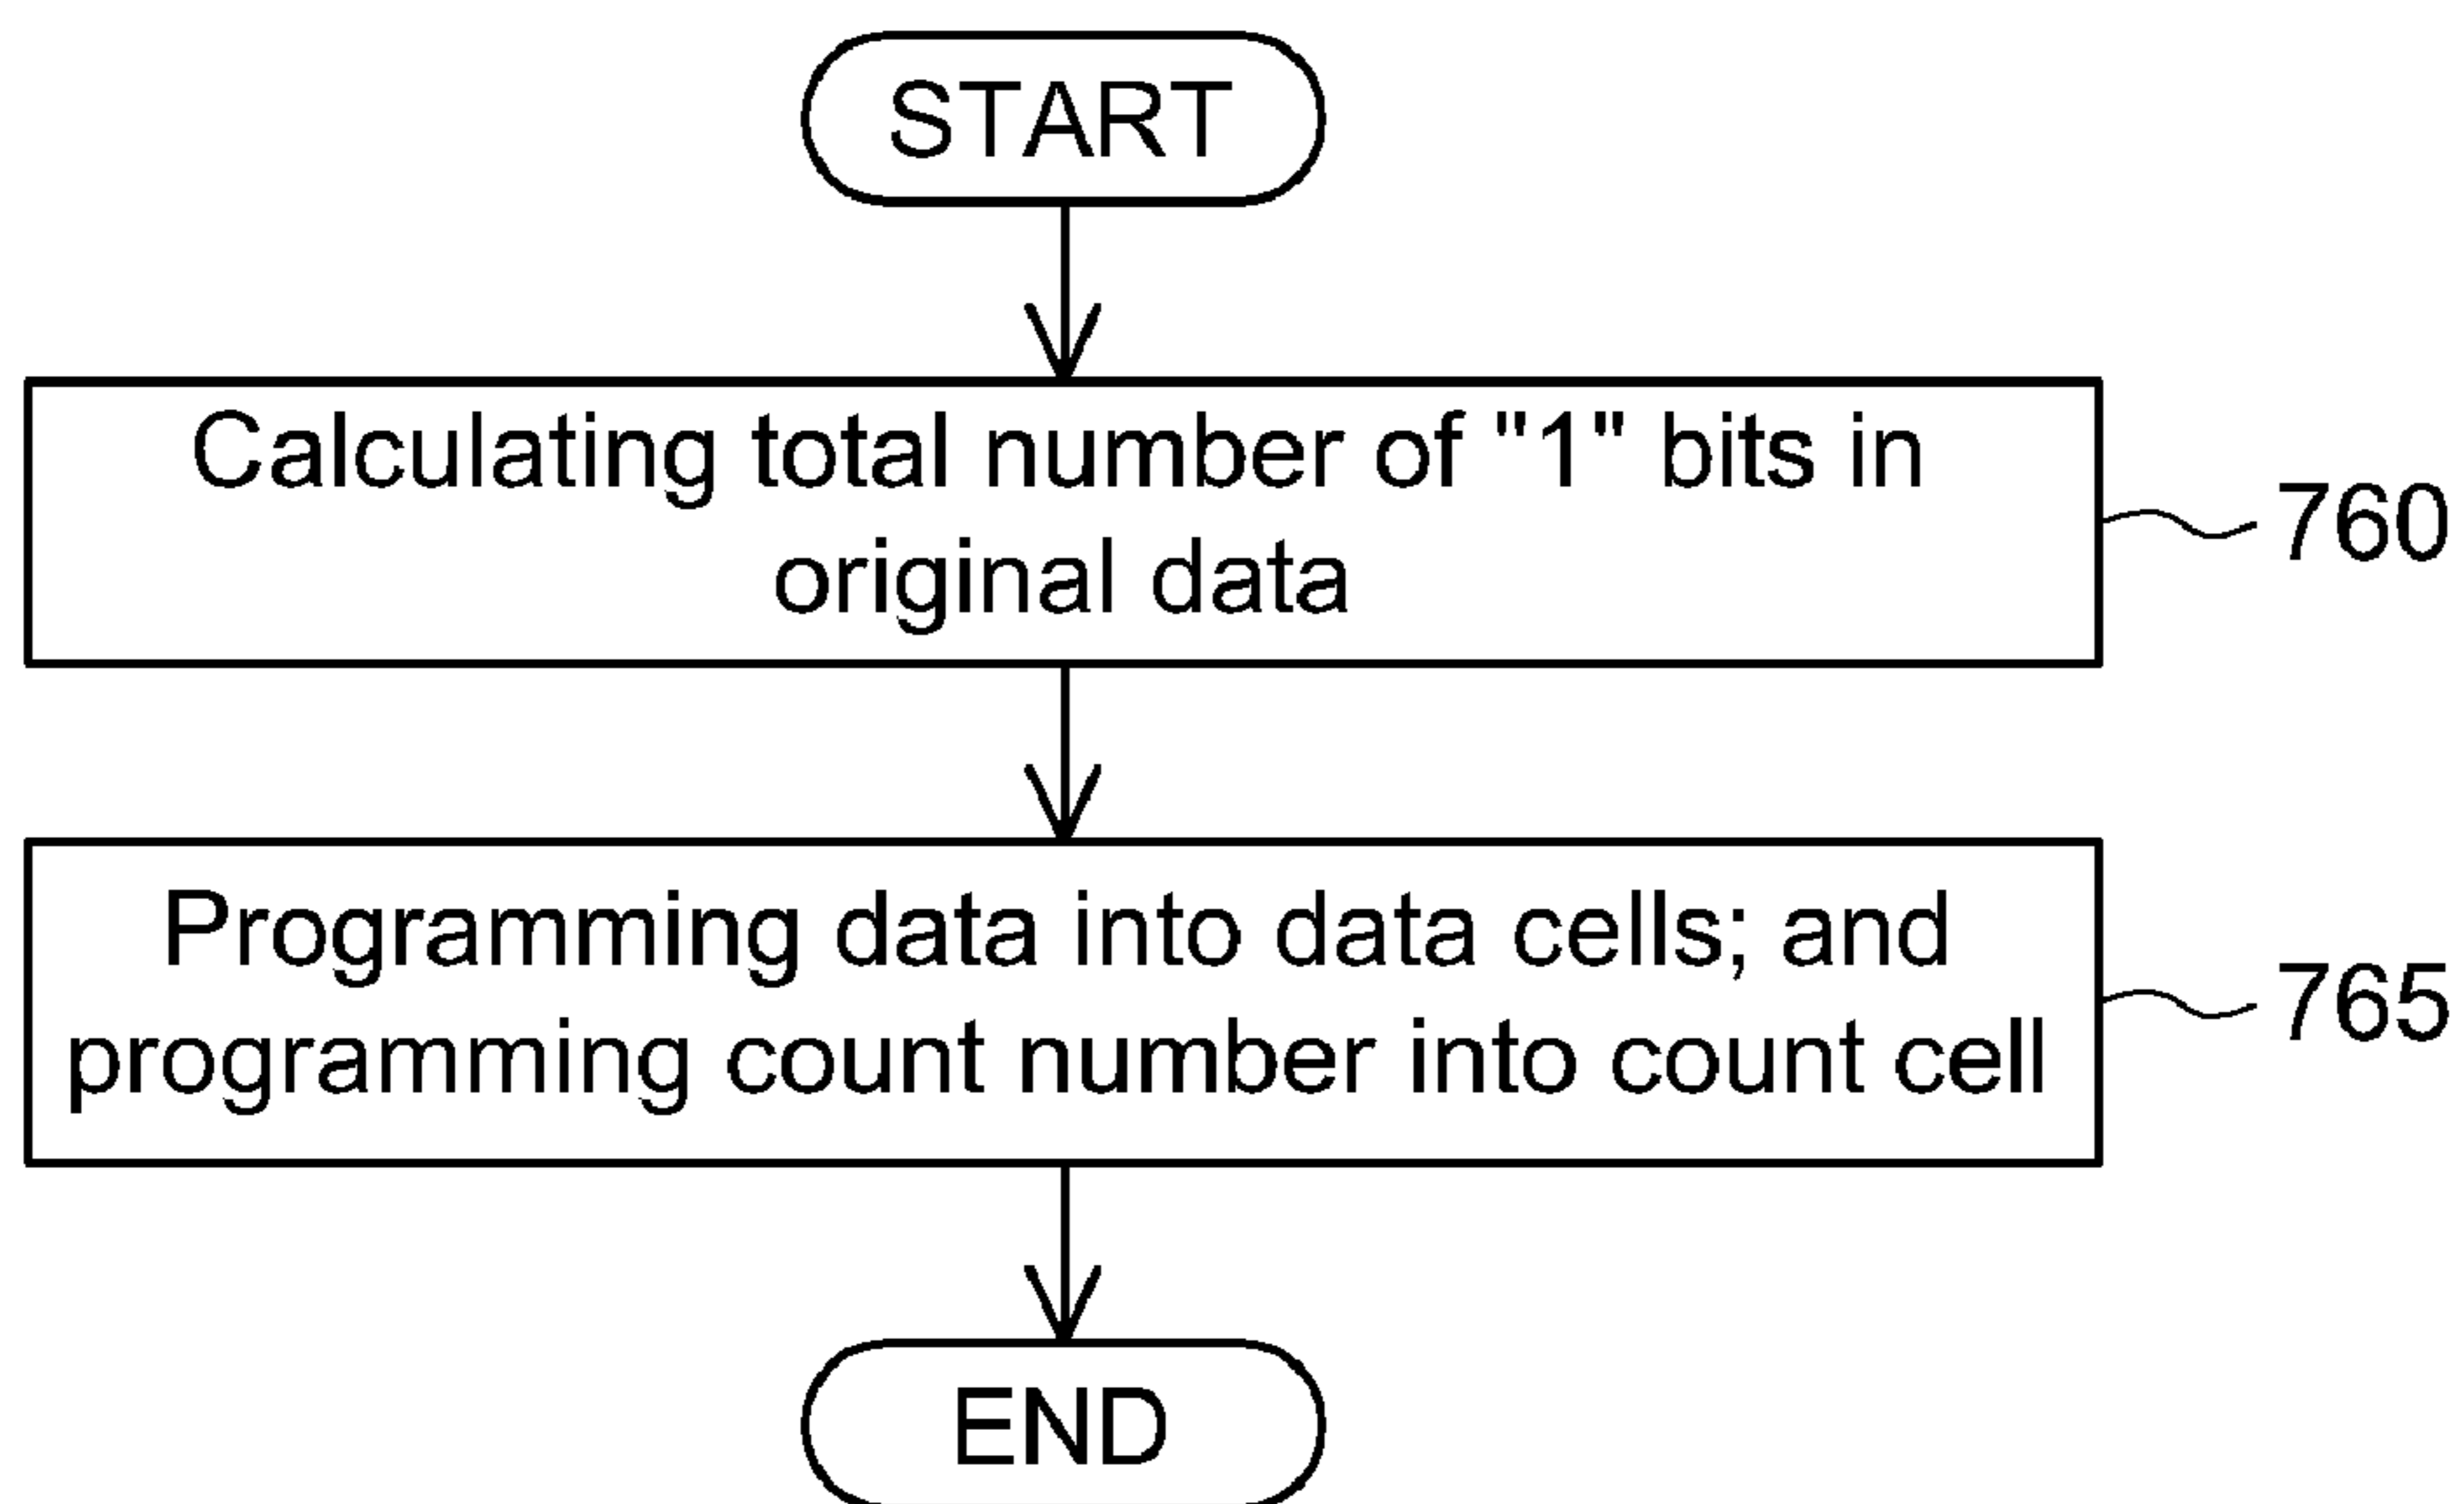 START
Calculating total number of "1" bits in
original data
760
Programming data into data cells; and
programming count number into count cell
765
END